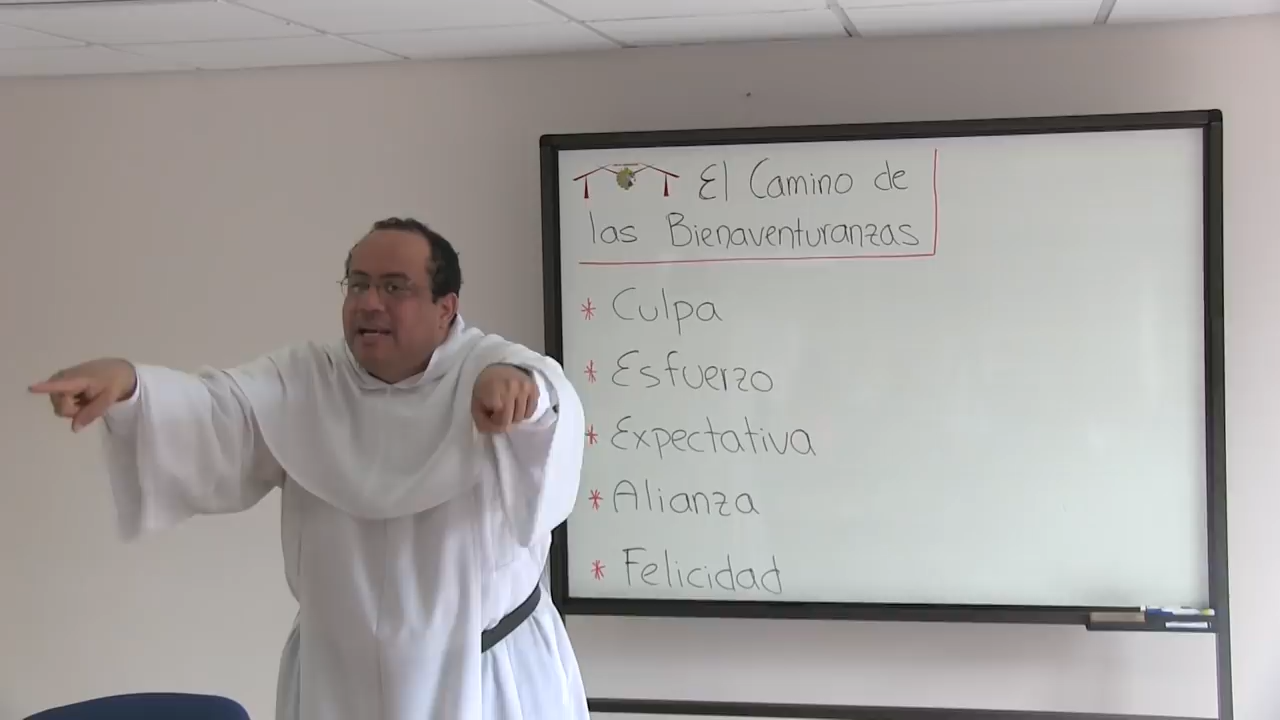 El Camino de
las Bienaventuranzas
* Culpa
* Esfuerzo
* Expectativa
* Alianza
* Felicidad